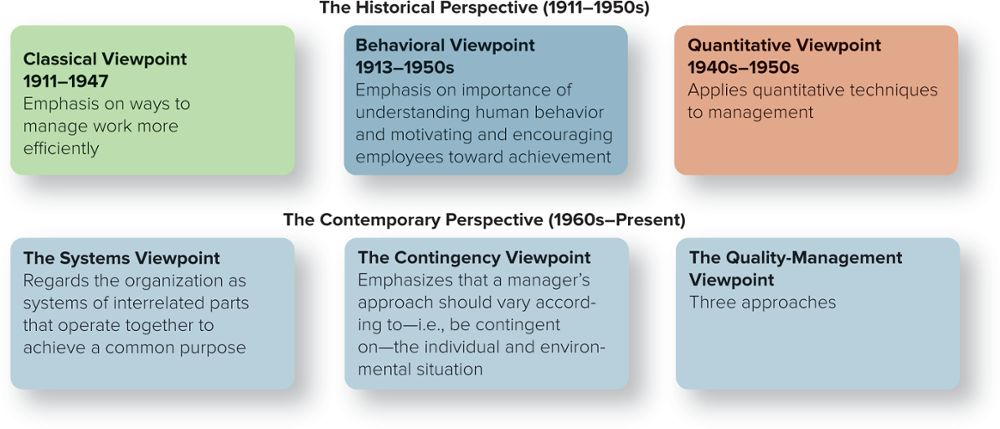 The Historical Perspective (1911–1950s)
Classical Viewpoint
1911–1947
Emphasis on ways to
manage work more
efficiently
Behavioral Viewpoint
1913–1950s
Emphasis on importance of
understanding human behavior
and motivating and encouraging
employees toward achievement
Quantitative Viewpoint
1940s–1950s
Applies quantitative techniques
to management
The Contemporary Perspective (1960s–Present)
The Systems Viewpoint
Regards the organization as
systems of interrelated parts
that operate together to
achieve a common purpose
The Contingency Viewpoint
Emphasizes that a manager’s
approach should vary accord-
ing to—i.e., be contingent
on—the individual and environ-
mental situation
The Quality-Management
Viewpoint
Three approaches